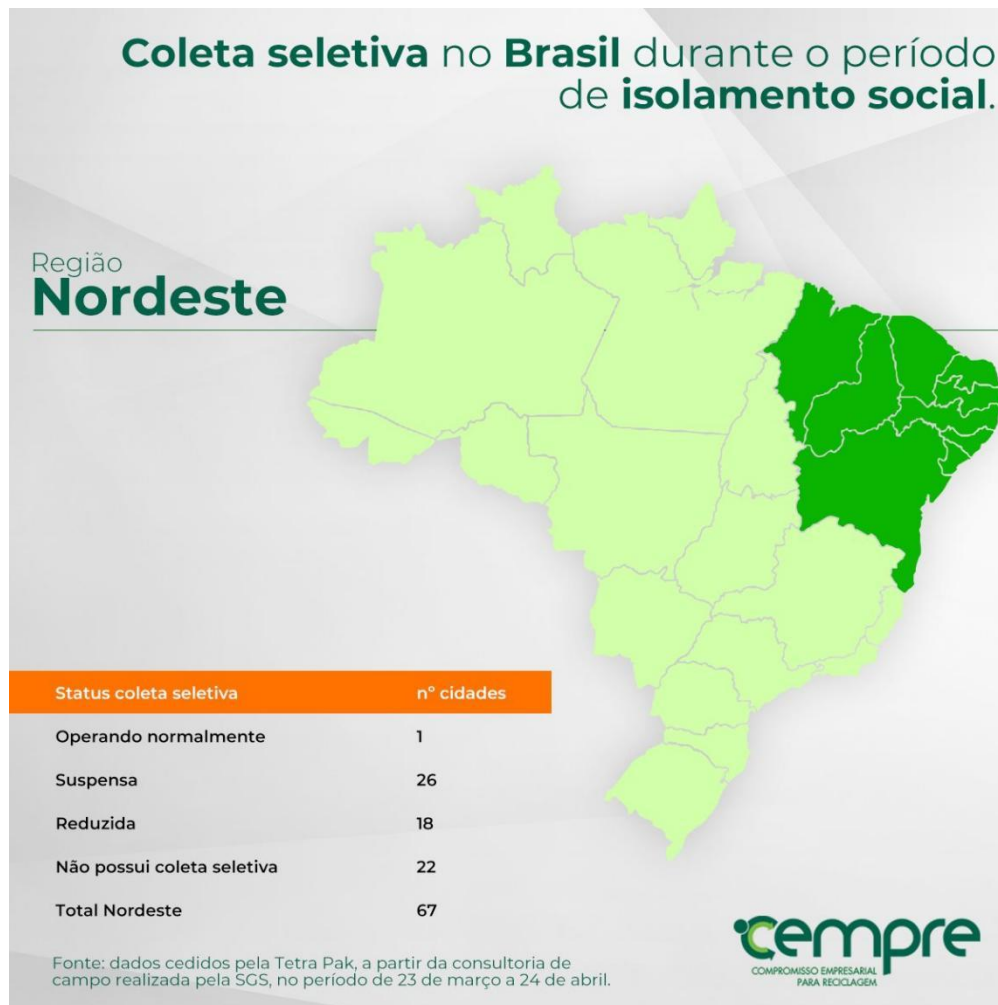 Coleta seletiva no Brasil durante o período
de isolamento social.
Região
Nordeste
Status coleta seletiva nº cidades
Operando normalmente 1
Suspensa 26
Reduzida 18
Não possui coleta seletiva 22
Total Nordeste 67
Fonte: dados cedidos pela Tetra Pak, a partir da consultoria de
campo realizada pela SGS, no período de 23 de março a 24 de abril.
cempre
COMPROMISSO EMPRESARIAL
PARA RECICLAGEM